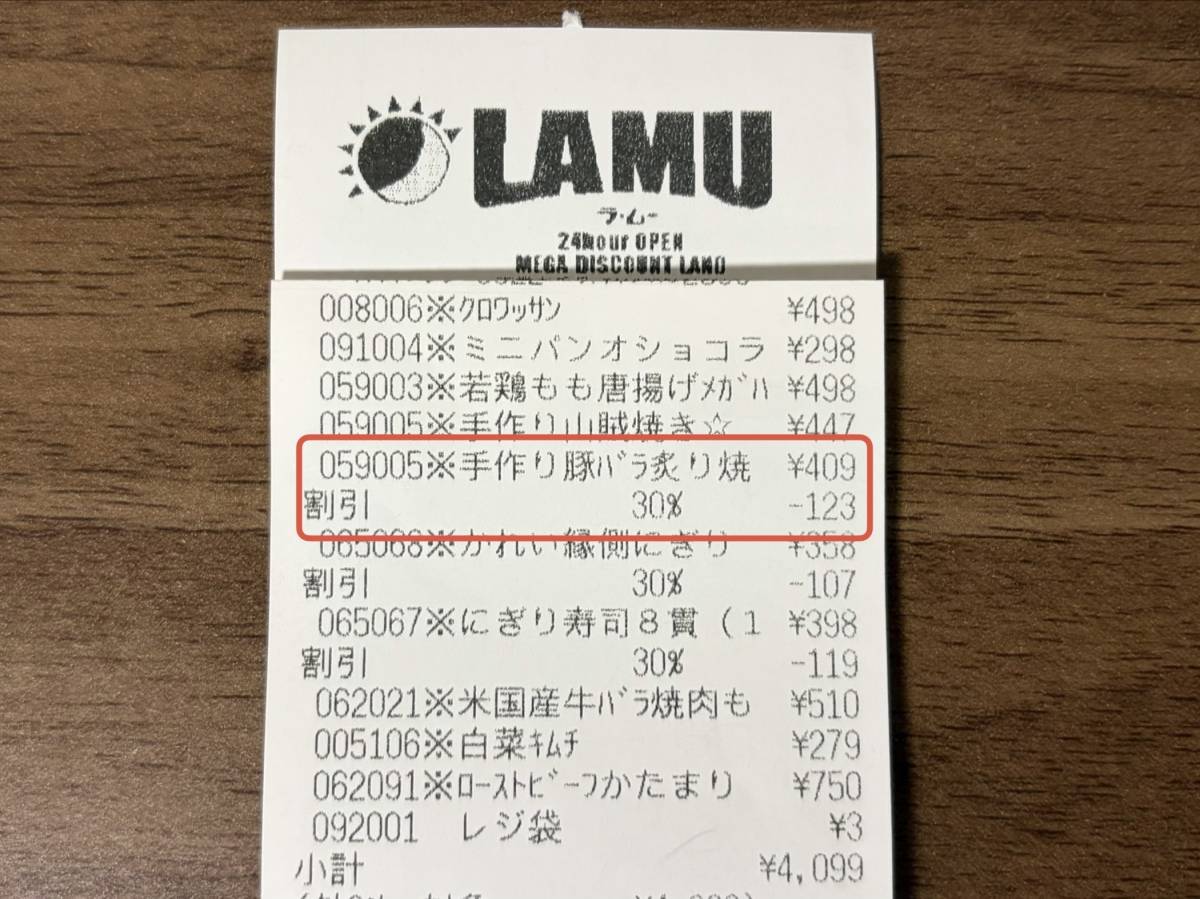 LAMU
ラ・ムー
24hour OPEN
MEGA DISCOUNT LAND
008006※クロワッサン ¥498
091004※ミニパンオショコラ ¥298
059003※若鶏もも唐揚げメガハ ¥498
059005※手作り山賊焼き☆ ¥447
059005※手作り豚バラ炙り焼 ¥409
割引 30% -123
065068※かれい縁側にぎり ¥358
割引 30% -107
065067※にぎり寿司8貫(1 ¥398
割引 30% -119
062021※米国産牛バラ焼肉も ¥510
005106※白菜キムチ ¥279
062091※ローストビーフかたまり ¥750
092001 レジ袋 ¥3
小計 ¥4,099